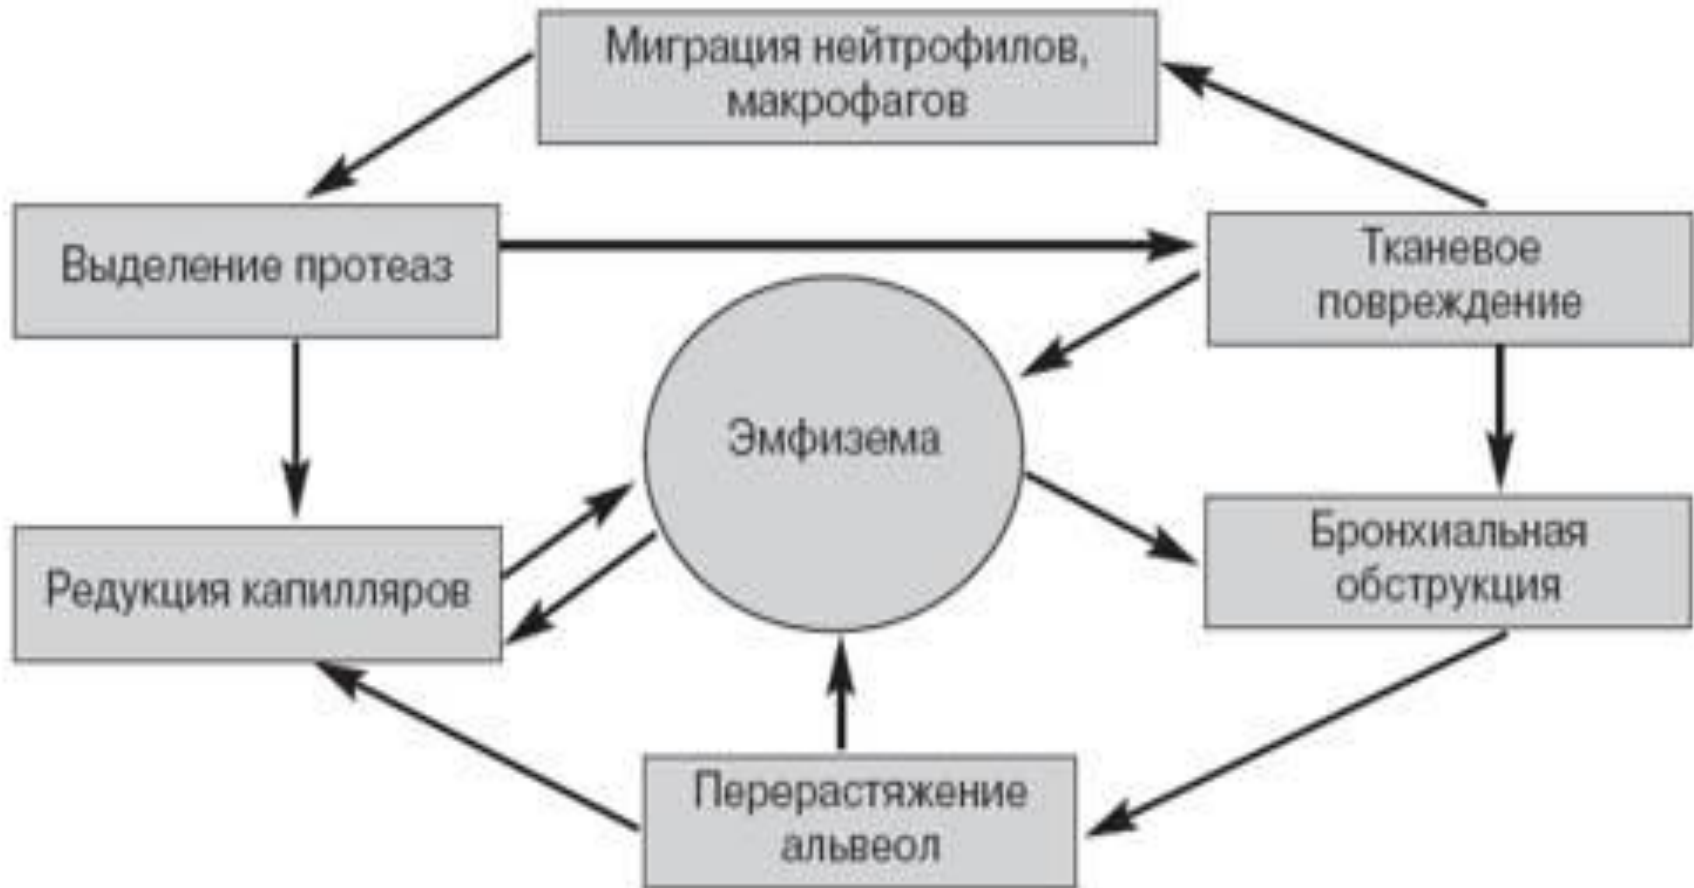 Миграция нейтрофилов,
макрофагов
Выделение протеаз
Тканевое
повреждение
Эмфизема
Редукция капилляров
Бронхиальная
обструкция
Перерастяжение
альвеол